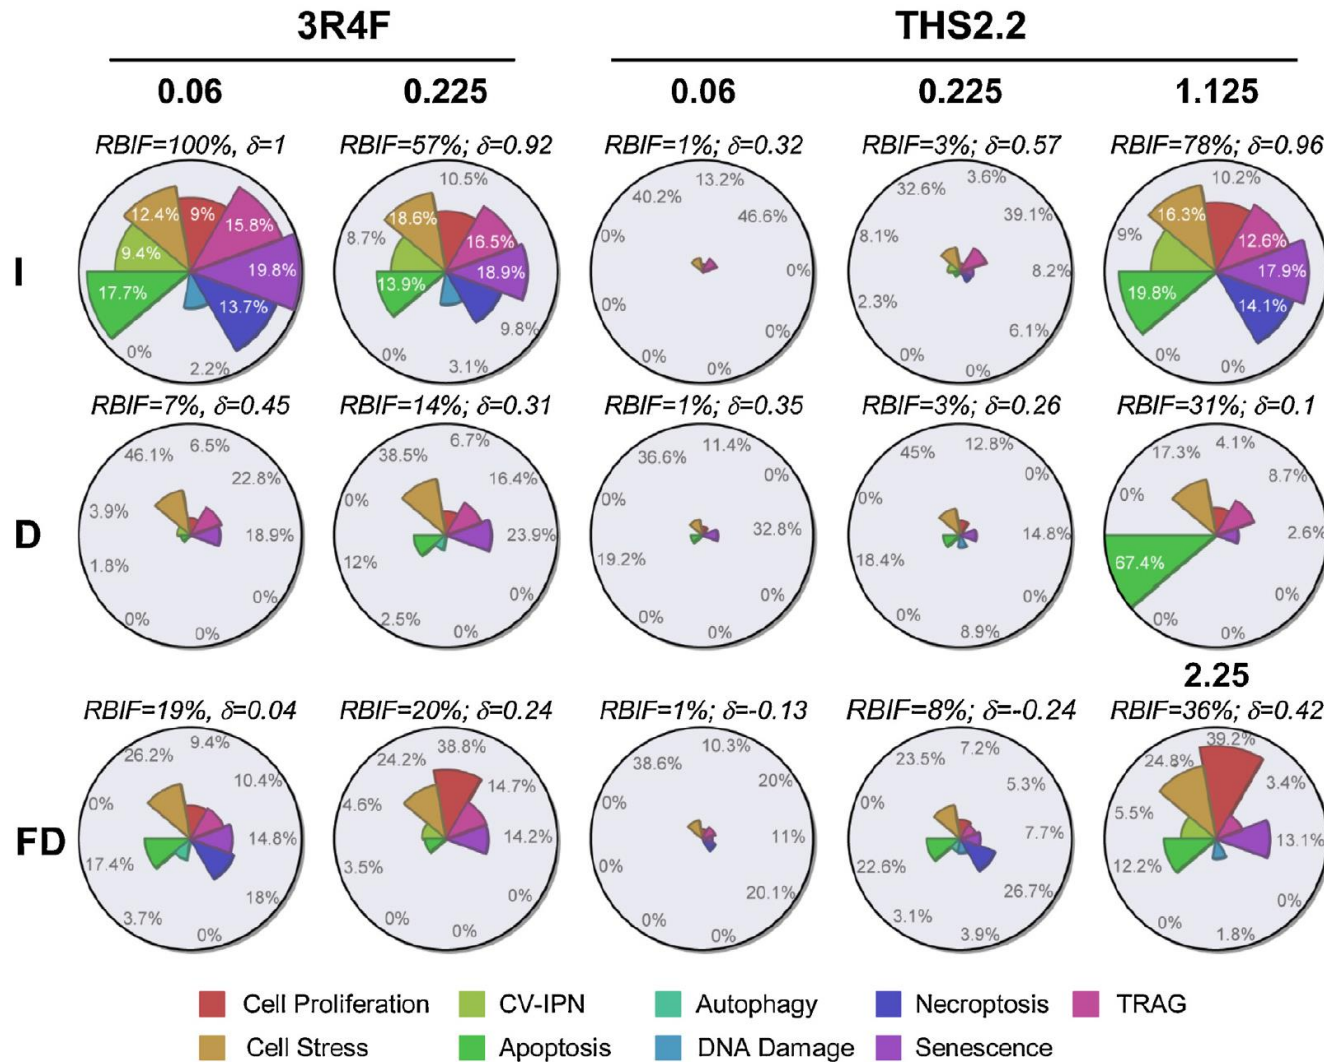 3R4F THS2.2
0.06 0.225 0.06 0.225 1.125
RBIF=100%, δ=1 RBIF=57%; δ=0.92 RBIF=1%; δ=0.32 RBIF=3%; δ=0.57 RBIF=78%; δ=0.96
I
12.4% 9% 15.8% 9.4% 19.8% 17.7% 13.7% 0% 2.2%
10.5% 18.6% 8.7% 16.5% 18.9% 13.9% 9.8% 3.1%
13.2% 40.2% 46.6% 0% 0% 0% 0% 0% 0%
3.6% 32.6% 39.1% 8.1% 8.2% 2.3% 6.1% 0% 0%
10.2% 16.3% 9% 12.6% 17.9% 19.8% 14.1% 0% 0%
RBIF=7%, δ=0.45 RBIF=14%; δ=0.31 RBIF=1%; δ=0.35 RBIF=3%; δ=0.26 RBIF=31%; δ=0.1
D
6.5% 46.1% 22.8% 3.9% 18.9% 1.8% 0% 0% 0%
6.7% 38.5% 16.4% 0% 23.9% 12% 0% 2.5% 0%
11.4% 36.6% 0% 0% 32.8% 19.2% 0% 0% 0%
12.8% 45% 0% 0% 14.8% 18.4% 0% 0% 8.9%
4.1% 17.3% 8.7% 0% 2.6% 67.4% 0% 0% 0%
2.25
RBIF=19%, δ=0.04 RBIF=20%; δ=0.24 RBIF=1%; δ=-0.13 RBIF=8%; δ=-0.24 RBIF=36%; δ=0.42
FD
9.4% 26.2% 10.4% 0% 14.8% 17.4% 18% 3.7% 0%
38.8% 24.2% 14.7% 4.6% 14.2% 3.5% 0% 0% 0%
10.3% 38.6% 20% 0% 11% 0% 20.1% 0% 0%
7.2% 23.5% 5.3% 0% 7.7% 22.6% 26.7% 3.1% 3.9%
39.2% 24.8% 3.4% 5.5% 13.1% 12.2% 0% 0% 1.8%
Cell Proliferation CV-IPN Autophagy Necroptosis TRAG
Cell Stress Apoptosis DNA Damage Senescence